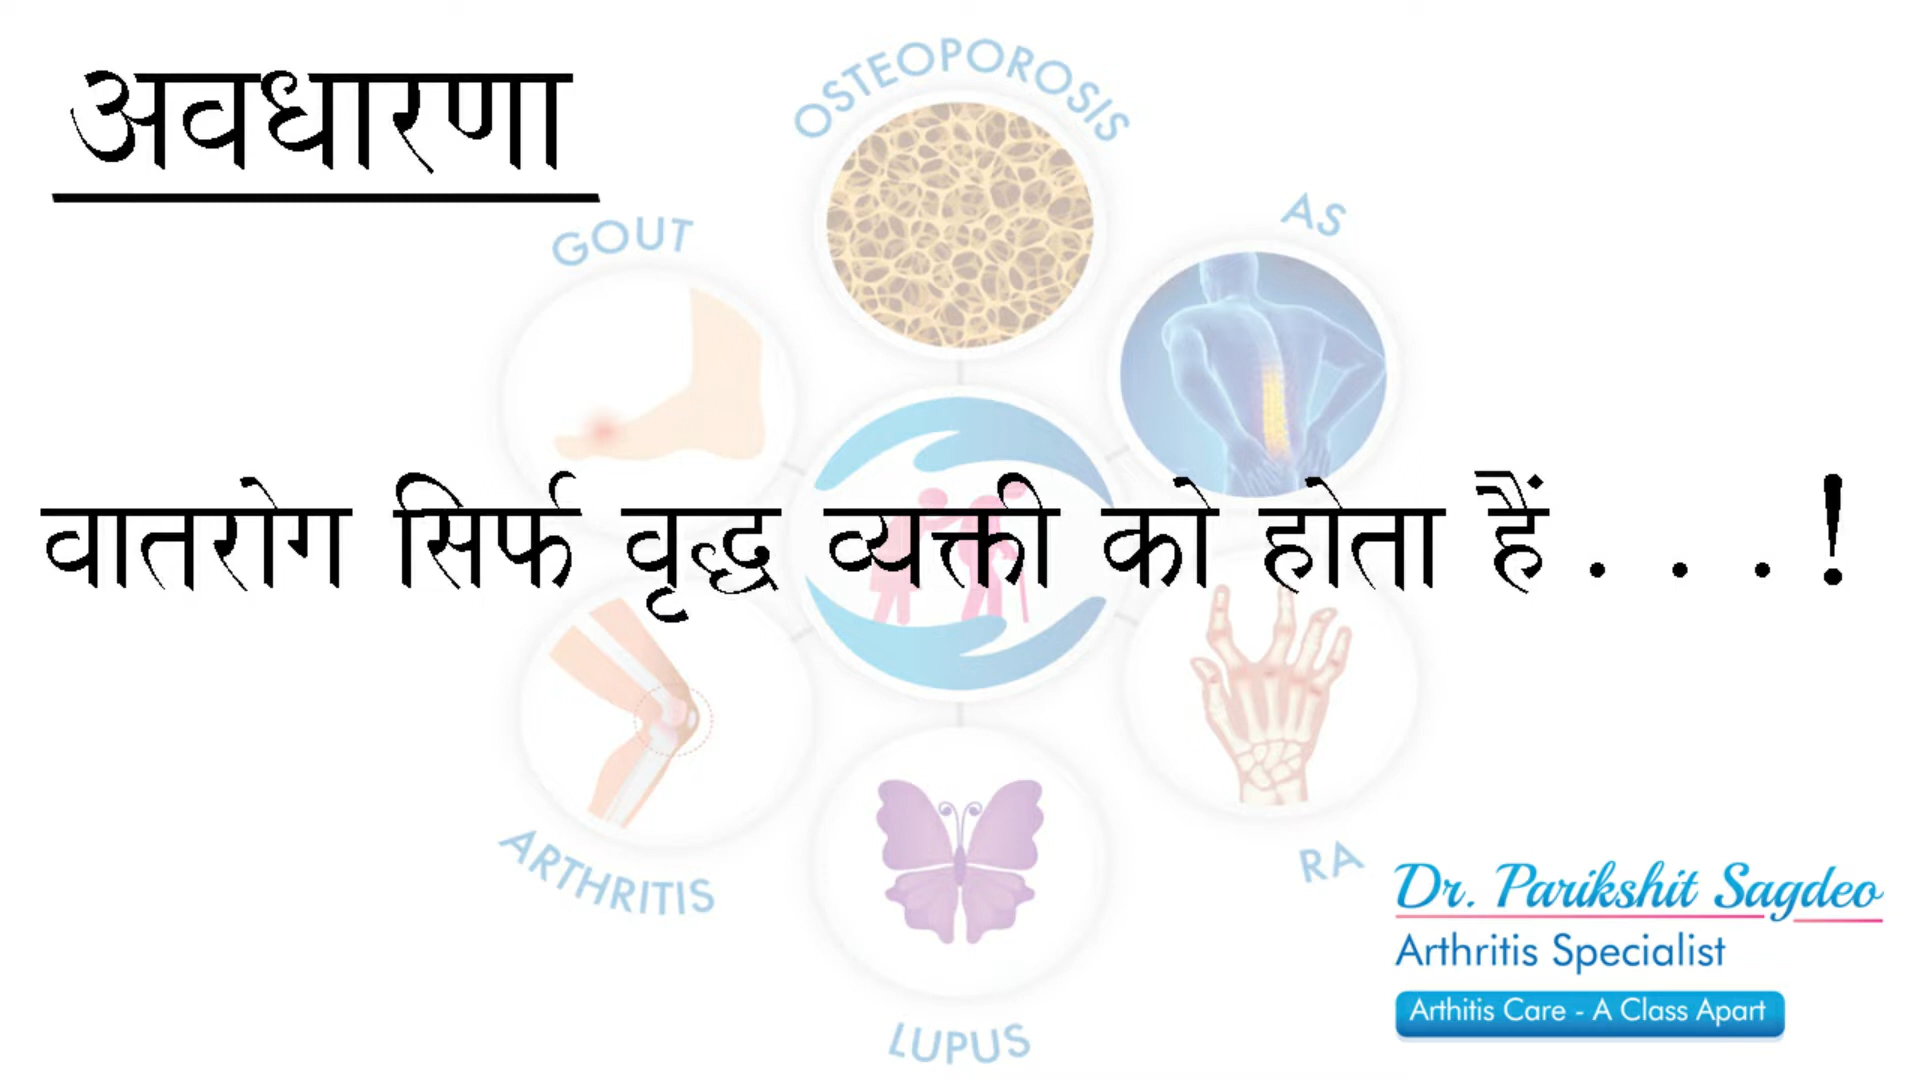 अवधारणा
OSTEOPOROSIS
AS
GOUT
वातरोग सिर्फ वृद्ध व्यक्ती को होता हैं . . . !
ARTHRITIS
RA
LUPUS
Dr. Parikshit Sagdeo
Arthritis Specialist
Arthitis Care - A Class Apart